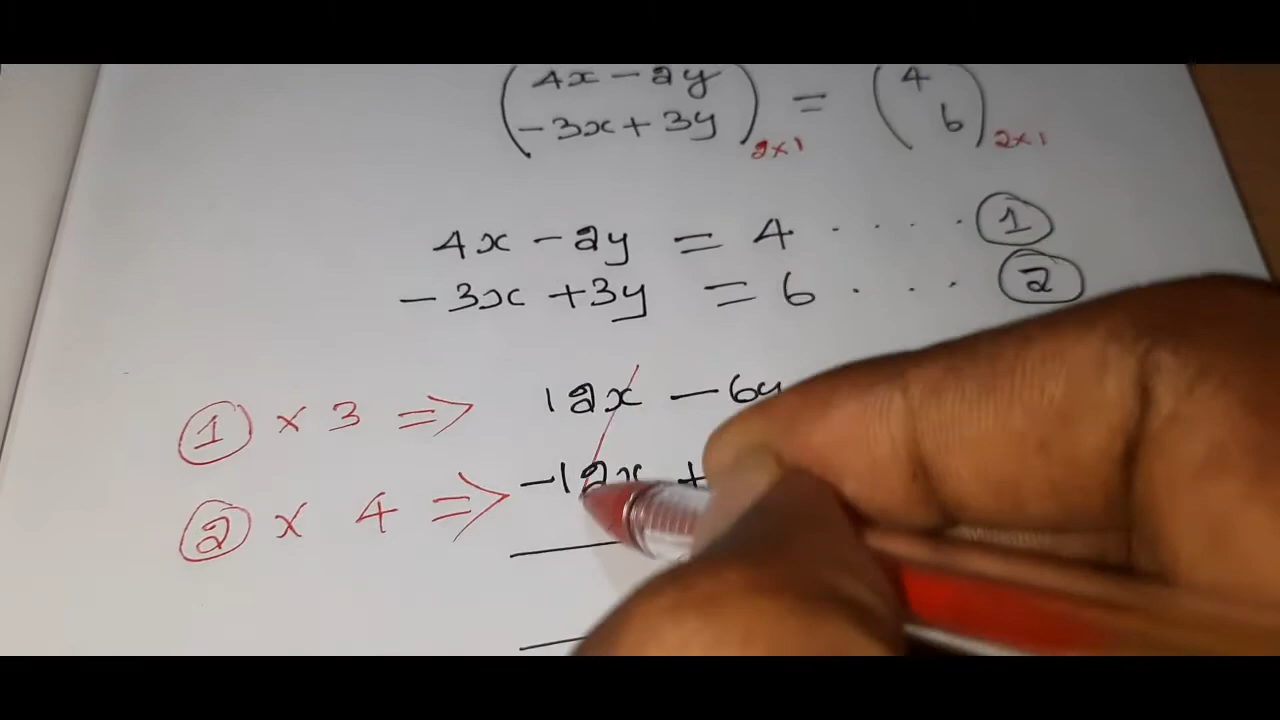 (4x - 2y) = (4)
(-3x + 3y) 2x1 (6) 2x1
4x - 2y = 4 . . . . ①
-3x + 3y = 6 . . . ②
① × 3 => 12x - 6y
② × 4 => -12x +